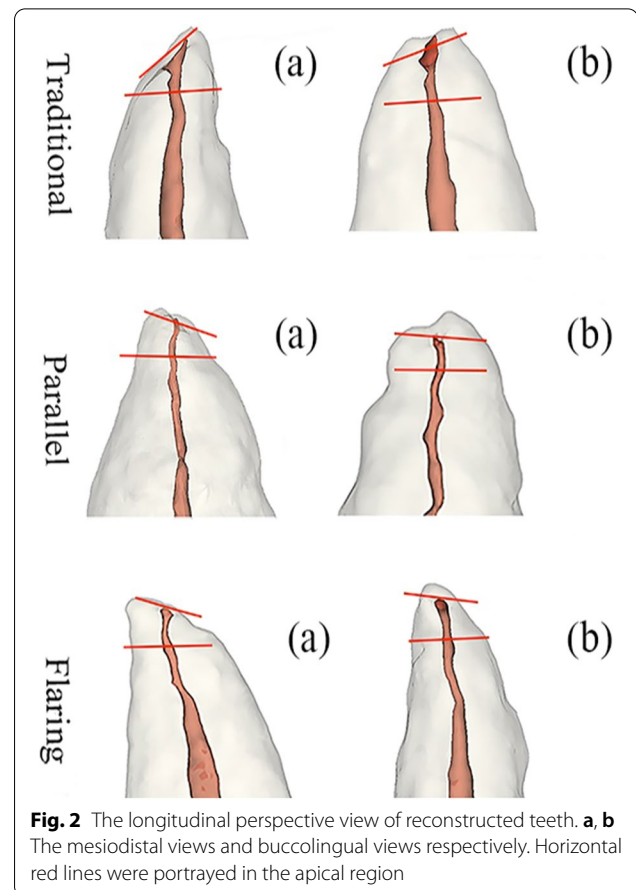 Traditional
(a)
(b)
Parallel
(a)
(b)
Flaring
(a)
(b)
Fig. 2 The longitudinal perspective view of reconstructed teeth. a, b
The mesiodistal views and buccolingual views respectively. Horizontal
red lines were portrayed in the apical region